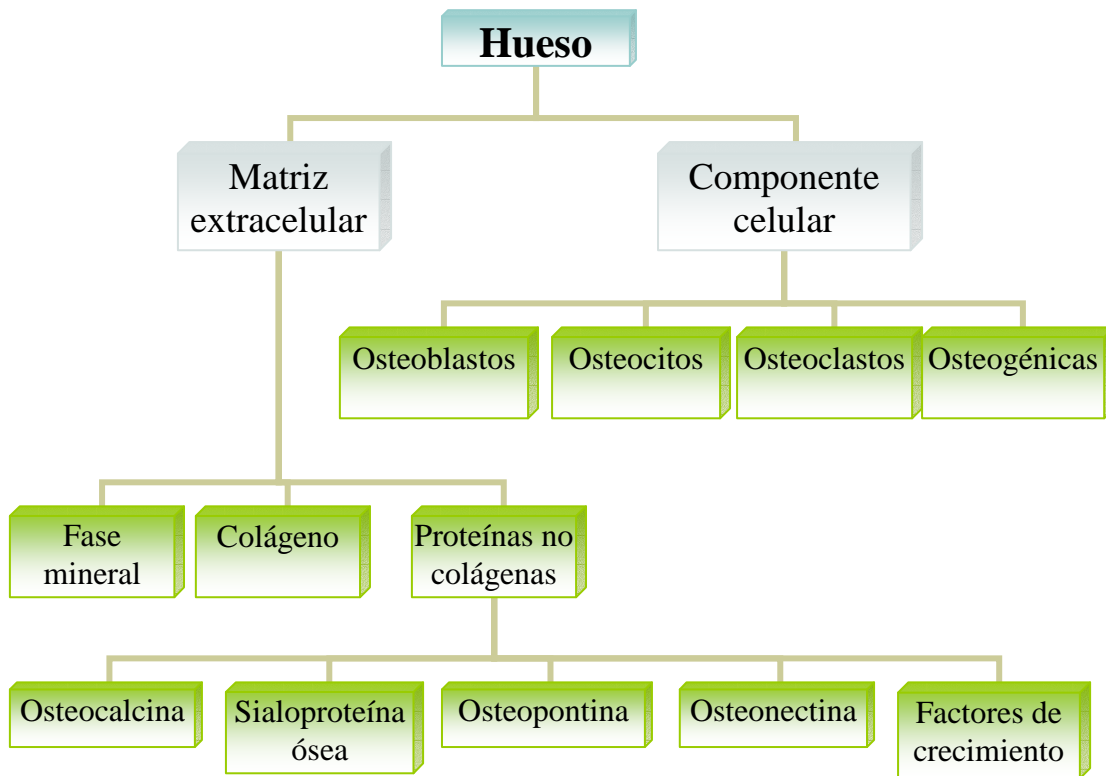 Hueso
Matriz
extracelular
Componente
celular
Osteoblastos
Osteocitos
Osteoclastos
Osteogénicas
Fase
mineral
Colágeno
Proteínas no
colágenas
Osteocalcina
Sialoproteína
ósea
Osteopontina
Osteonectina
Factores de
crecimiento